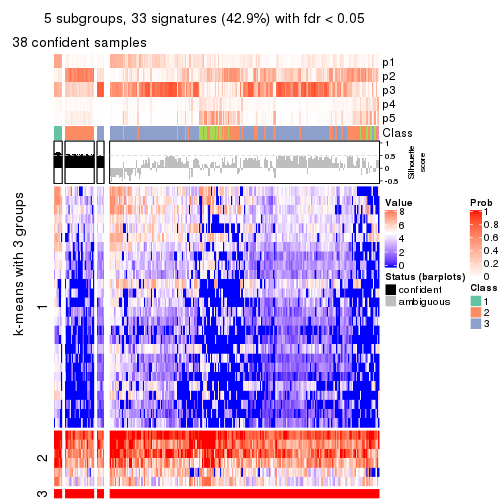 5 subgroups, 33 signatures (42.9%) with fdr < 0.05
38 confident samples
p1
p2
p3
p4
p5
Class
1
0.5
0
-0.5
Silhouette
score
k-means with 3 groups
1
2
3
Value
8
6
4
2
0
Status (barplots)
confident
ambiguous
Prob
1
0.8
0.6
0.4
0.2
0
Class
1
2
3